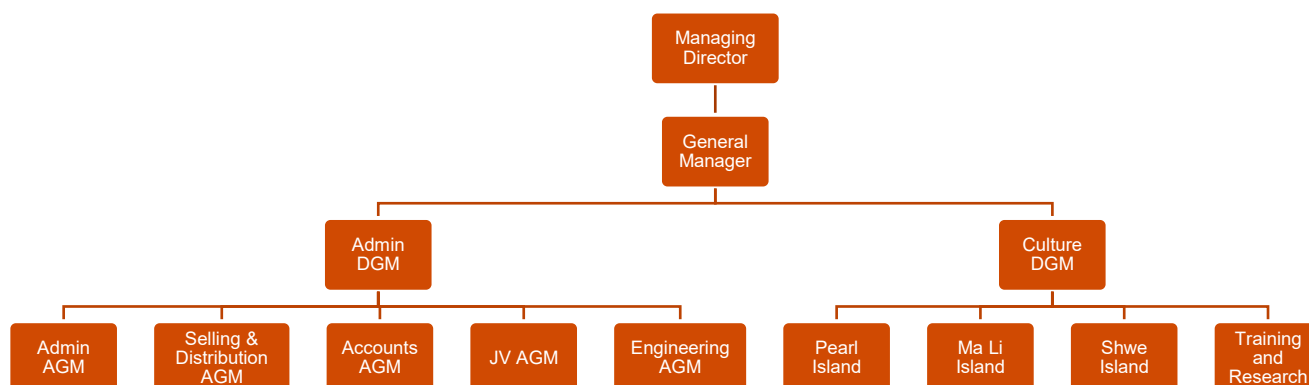 Managing
Director
General
Manager
Admin
DGM
Culture
DGM
Admin
AGM
Selling &
Distribution
AGM
Accounts
AGM
JV AGM
Engineering
AGM
Pearl
Island
Ma Li
Island
Shwe
Island
Training
and
Research